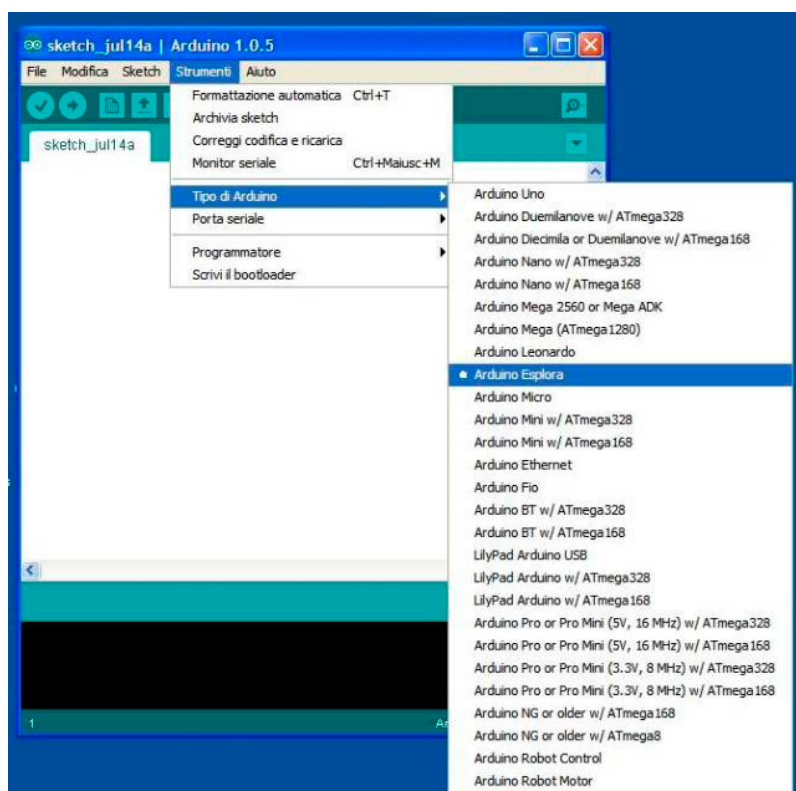 sketch_jul14a | Arduino 1.0.5
File Modifica Sketch Strumenti Aiuto
sketch_jul14a
Formattazione automatica Ctrl+T
Archivia sketch
Correggi codifica e ricarica
Monitor seriale Ctrl+Maiusc+M
Tipo di Arduino
Porta seriale
Programmatore
Scrivi il bootloader
Arduino Uno
Arduino Duemilanove w/ ATmega328
Arduino Diecimila or Duemilanove w/ ATmega168
Arduino Nano w/ ATmega328
Arduino Nano w/ ATmega168
Arduino Mega 2560 or Mega ADK
Arduino Mega (ATmega1280)
Arduino Leonardo
Arduino Esplora
Arduino Micro
Arduino Mini w/ ATmega328
Arduino Mini w/ ATmega168
Arduino Ethernet
Arduino Fio
Arduino BT w/ ATmega328
Arduino BT w/ ATmega168
LilyPad Arduino USB
LilyPad Arduino w/ ATmega328
LilyPad Arduino w/ ATmega168
Arduino Pro or Pro Mini (5V, 16 MHz) w/ ATmega328
Arduino Pro or Pro Mini (5V, 16 MHz) w/ ATmega168
Arduino Pro or Pro Mini (3.3V, 8 MHz) w/ ATmega328
Arduino Pro or Pro Mini (3.3V, 8 MHz) w/ ATmega168
Arduino NG or older w/ ATmega168
Arduino NG or older w/ ATmega8
Arduino Robot Control
Arduino Robot Motor
1